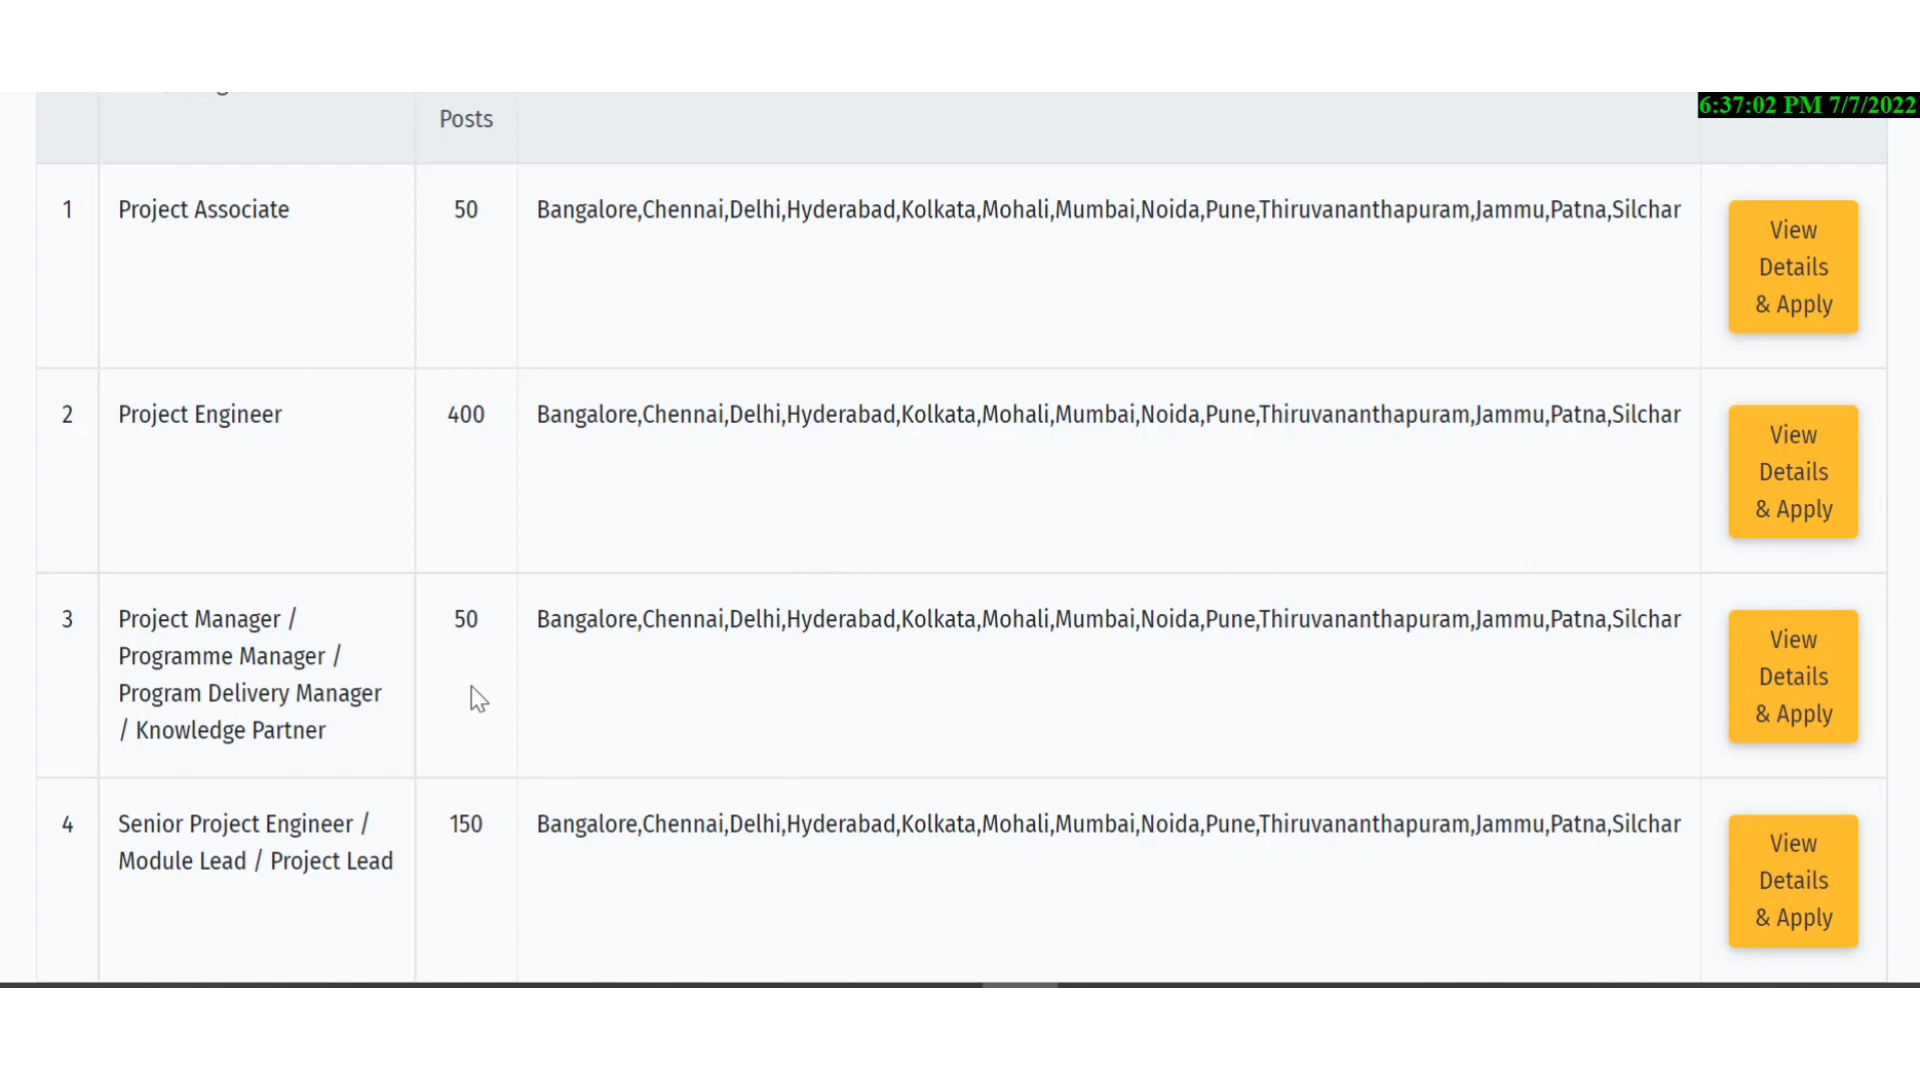 6:37:02 PM 7/7/2022
Posts
1 Project Associate 50 Bangalore,Chennai,Delhi,Hyderabad,Kolkata,Mohali,Mumbai,Noida,Pune,Thiruvananthapuram,Jammu,Patna,Silchar
View
Details
& Apply
2 Project Engineer 400 Bangalore,Chennai,Delhi,Hyderabad,Kolkata,Mohali,Mumbai,Noida,Pune,Thiruvananthapuram,Jammu,Patna,Silchar
View
Details
& Apply
3 Project Manager / 50 Bangalore,Chennai,Delhi,Hyderabad,Kolkata,Mohali,Mumbai,Noida,Pune,Thiruvananthapuram,Jammu,Patna,Silchar
Programme Manager /
Program Delivery Manager
/ Knowledge Partner
View
Details
& Apply
4 Senior Project Engineer / 150 Bangalore,Chennai,Delhi,Hyderabad,Kolkata,Mohali,Mumbai,Noida,Pune,Thiruvananthapuram,Jammu,Patna,Silchar
Module Lead / Project Lead
View
Details
& Apply